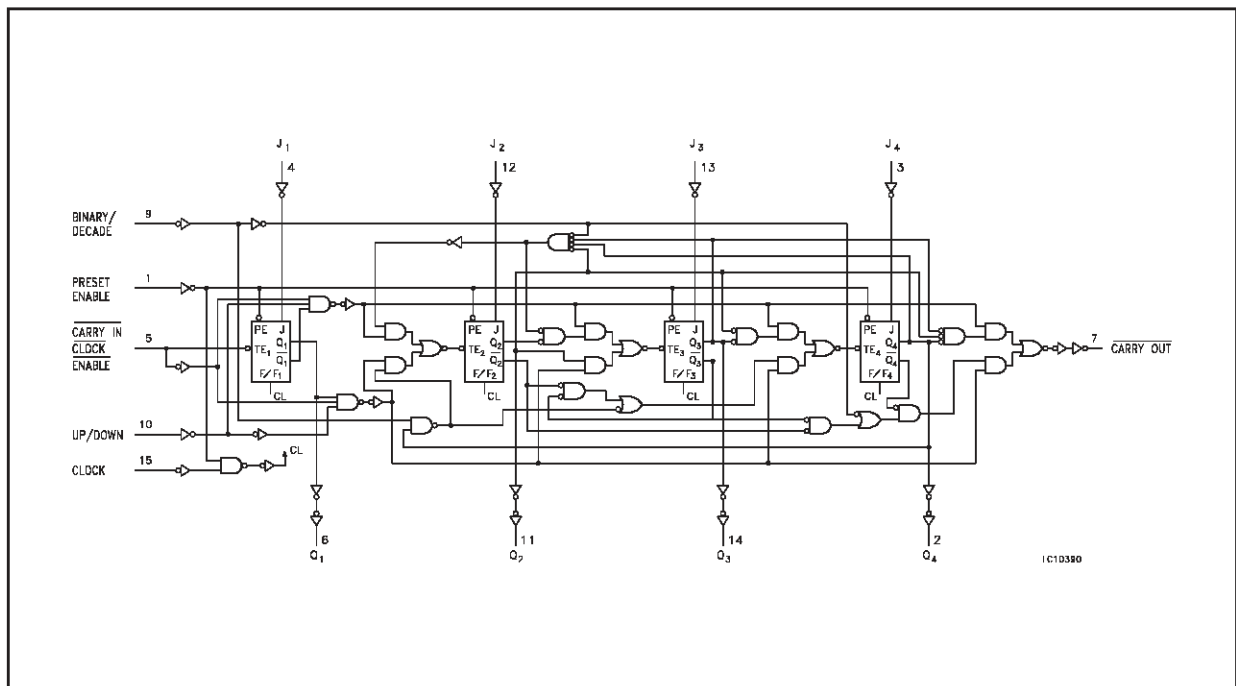 J1 J2 J3 J4
4 12 13 3
BINARY/ 9
DECADE
PRESET 1
ENABLE
PE J PE J PE J PE J
CARRY IN 5
CLOCK
ENABLE
Q1 Q2 Q3 Q4
TE1 TE2 TE3 TE4
Q1 Q2 Q3 Q4
F/F1 F/F2 F/F3 F/F4
7 CARRY OUT
CL CL CL CL
UP/DOWN 10
CL
CLOCK 15
6 11 14 2
Q1 Q2 Q3 Q4
LC10390